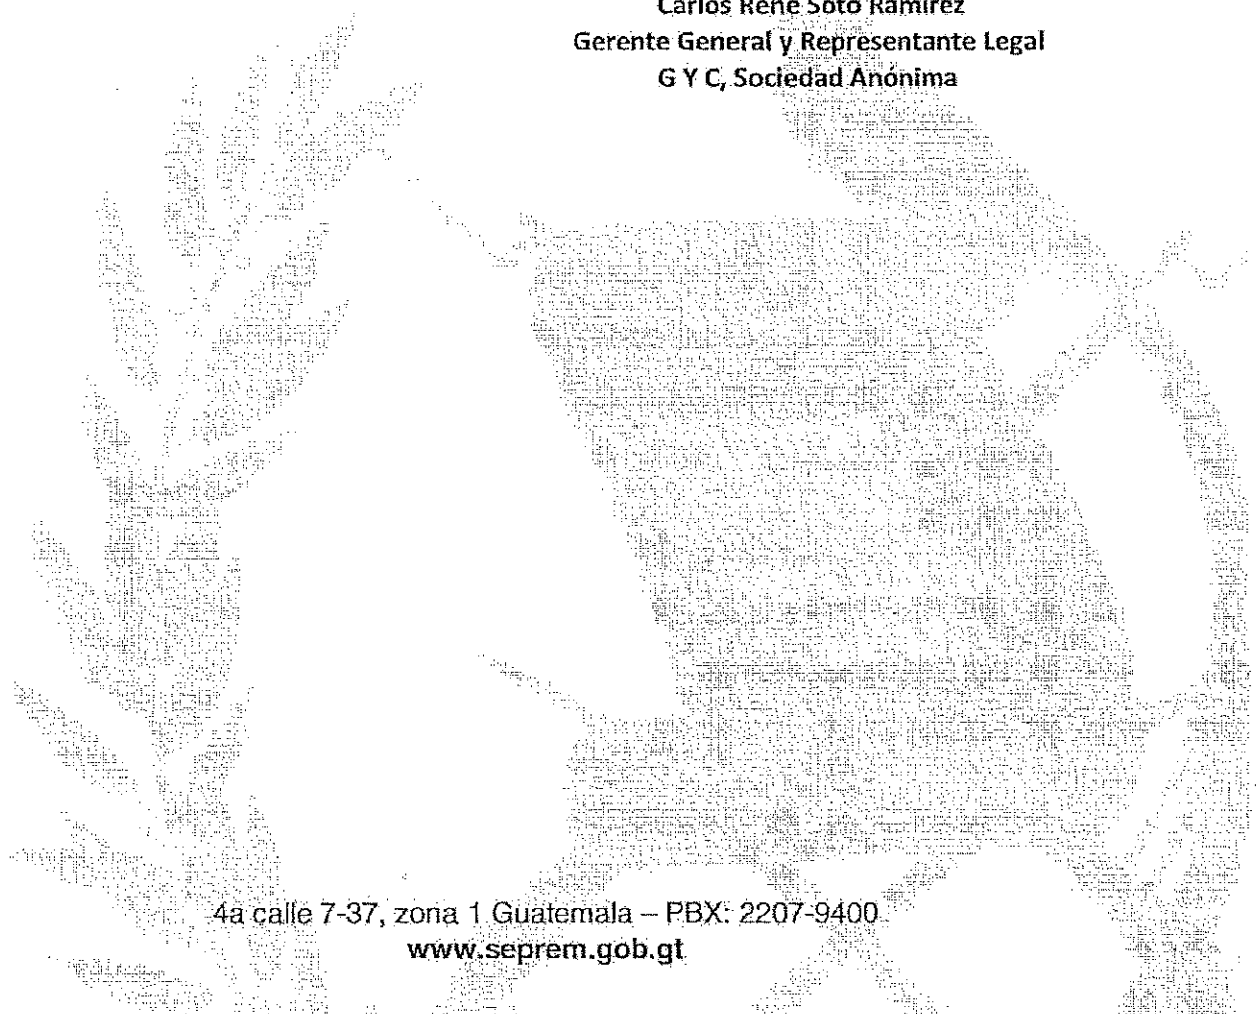 Carlos René Soto Ramírez
Gerente General y Representante Legal
G Y C, Sociedad Anónima
4a calle 7-37, zona 1 Guatemala – PBX: 2207-9400
www.seprem.gob.gt